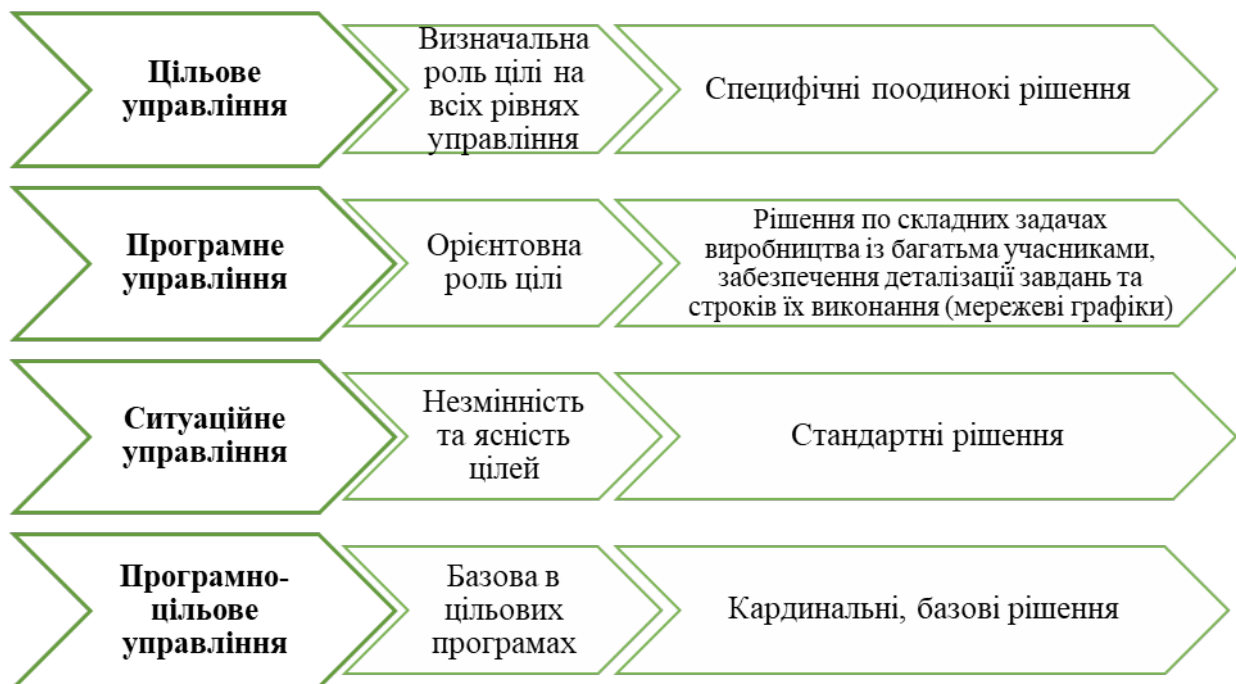 Цільове
управління
Визначальна
роль цілі на
всіх рівнях
управління
Специфічні поодинокі рішення
Програмне
управління
Орієнтовна
роль цілі
Рішення по складних задачах
виробництва із багатьма учасниками,
забезпечення деталізації завдань та
строків їх виконання (мережеві графіки)
Ситуаційне
управління
Незмінність
та ясність
цілей
Стандартні рішення
Програмно-
цільове
управління
Базова в
цільових
програмах
Кардинальні, базові рішення